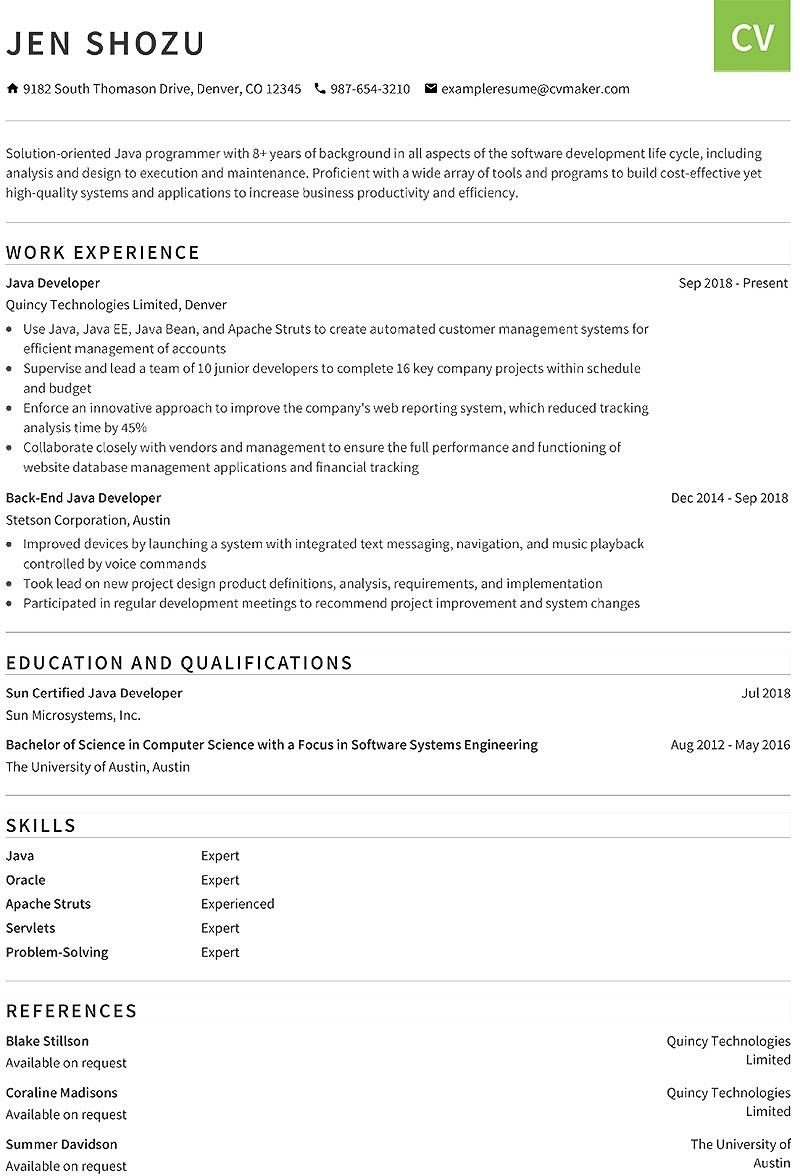 CV
JEN SHOZU
9182 South Thomason Drive, Denver, CO 12345 987-654-3210 exampleresume@cvmaker.com
Solution-oriented Java programmer with 8+ years of background in all aspects of the software development life cycle, including
analysis and design to execution and maintenance. Proficient with a wide array of tools and programs to build cost-effective yet
high-quality systems and applications to increase business productivity and efficiency.
WORK EXPERIENCE
Java Developer Sep 2018 - Present
Quincy Technologies Limited, Denver
• Use Java, Java EE, Java Bean, and Apache Struts to create automated customer management systems for
efficient management of accounts
• Supervise and lead a team of 10 junior developers to complete 16 key company projects within schedule
and budget
• Enforce an innovative approach to improve the company's web reporting system, which reduced tracking
analysis time by 45%
• Collaborate closely with vendors and management to ensure the full performance and functioning of
website database management applications and financial tracking
Back-End Java Developer Dec 2014 - Sep 2018
Stetson Corporation, Austin
• Improved devices by launching a system with integrated text messaging, navigation, and music playback
controlled by voice commands
• Took lead on new project design product definitions, analysis, requirements, and implementation
• Participated in regular development meetings to recommend project improvement and system changes
EDUCATION AND QUALIFICATIONS
Sun Certified Java Developer Jul 2018
Sun Microsystems, Inc.
Bachelor of Science in Computer Science with a Focus in Software Systems Engineering Aug 2012 - May 2016
The University of Austin, Austin
SKILLS
Java Expert
Oracle Expert
Apache Struts Experienced
Servlets Expert
Problem-Solving Expert
REFERENCES
Blake Stillson Quincy Technologies
Available on request Limited
Coraline Madisons Quincy Technologies
Available on request Limited
Summer Davidson The University of
Available on request Austin